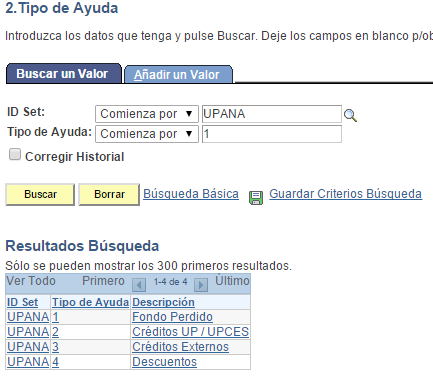 2.Tipo de Ayuda
Introduzca los datos que tenga y pulse Buscar. Deje los campos en blanco p/ob
Buscar un Valor Añadir un Valor
ID Set: Comienza por UPANA
Tipo de Ayuda: Comienza por 1
Corregir Historial
Buscar Borrar Búsqueda Básica Guardar Criterios Búsqueda
Resultados Búsqueda
Sólo se pueden mostrar los 300 primeros resultados.
Ver Todo Primero 1-4 de 4 Último
ID Set Tipo de Ayuda Descripción
UPANA 1 Fondo Perdido
UPANA 2 Créditos UP / UPCES
UPANA 3 Créditos Externos
UPANA 4 Descuentos